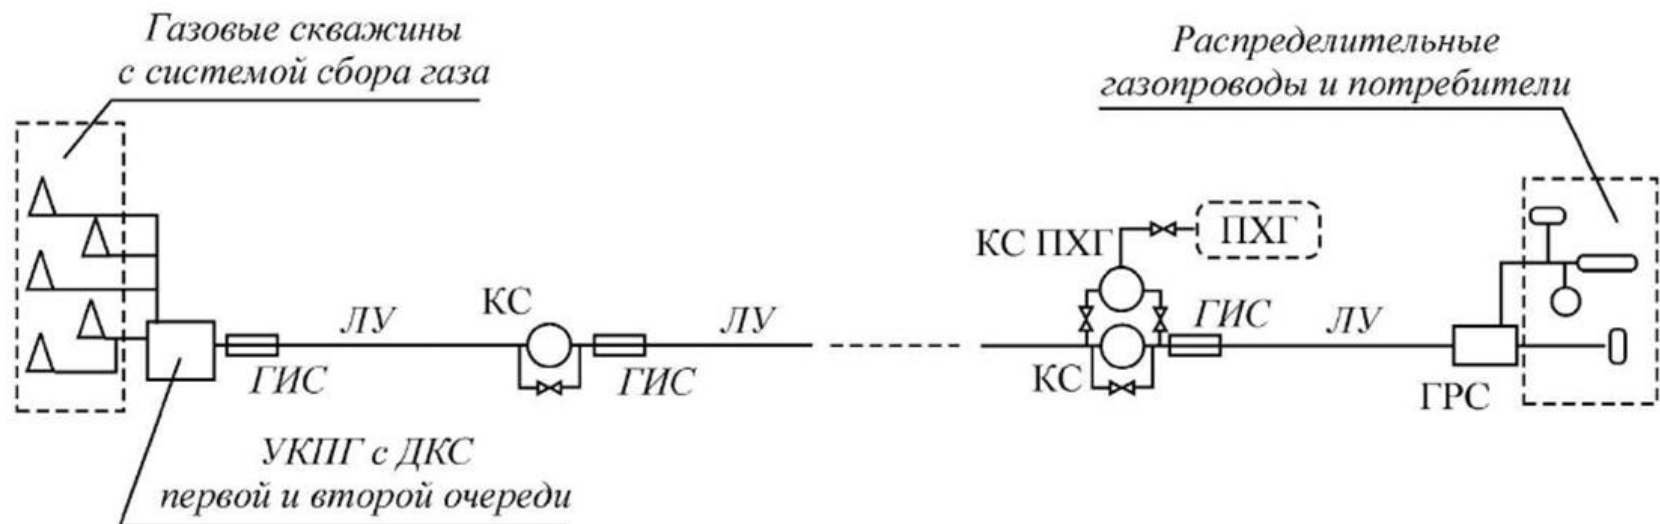 Газовые скважины
с системой сбора газа
Распределительные
газопроводы и потребители
КС ПХГ
ПХГ
КС
ЛУ
ЛУ
ГИС
ЛУ
ГИС
ГИС
КС
ГРС
УКПГ с ДКС
первой и второй очереди